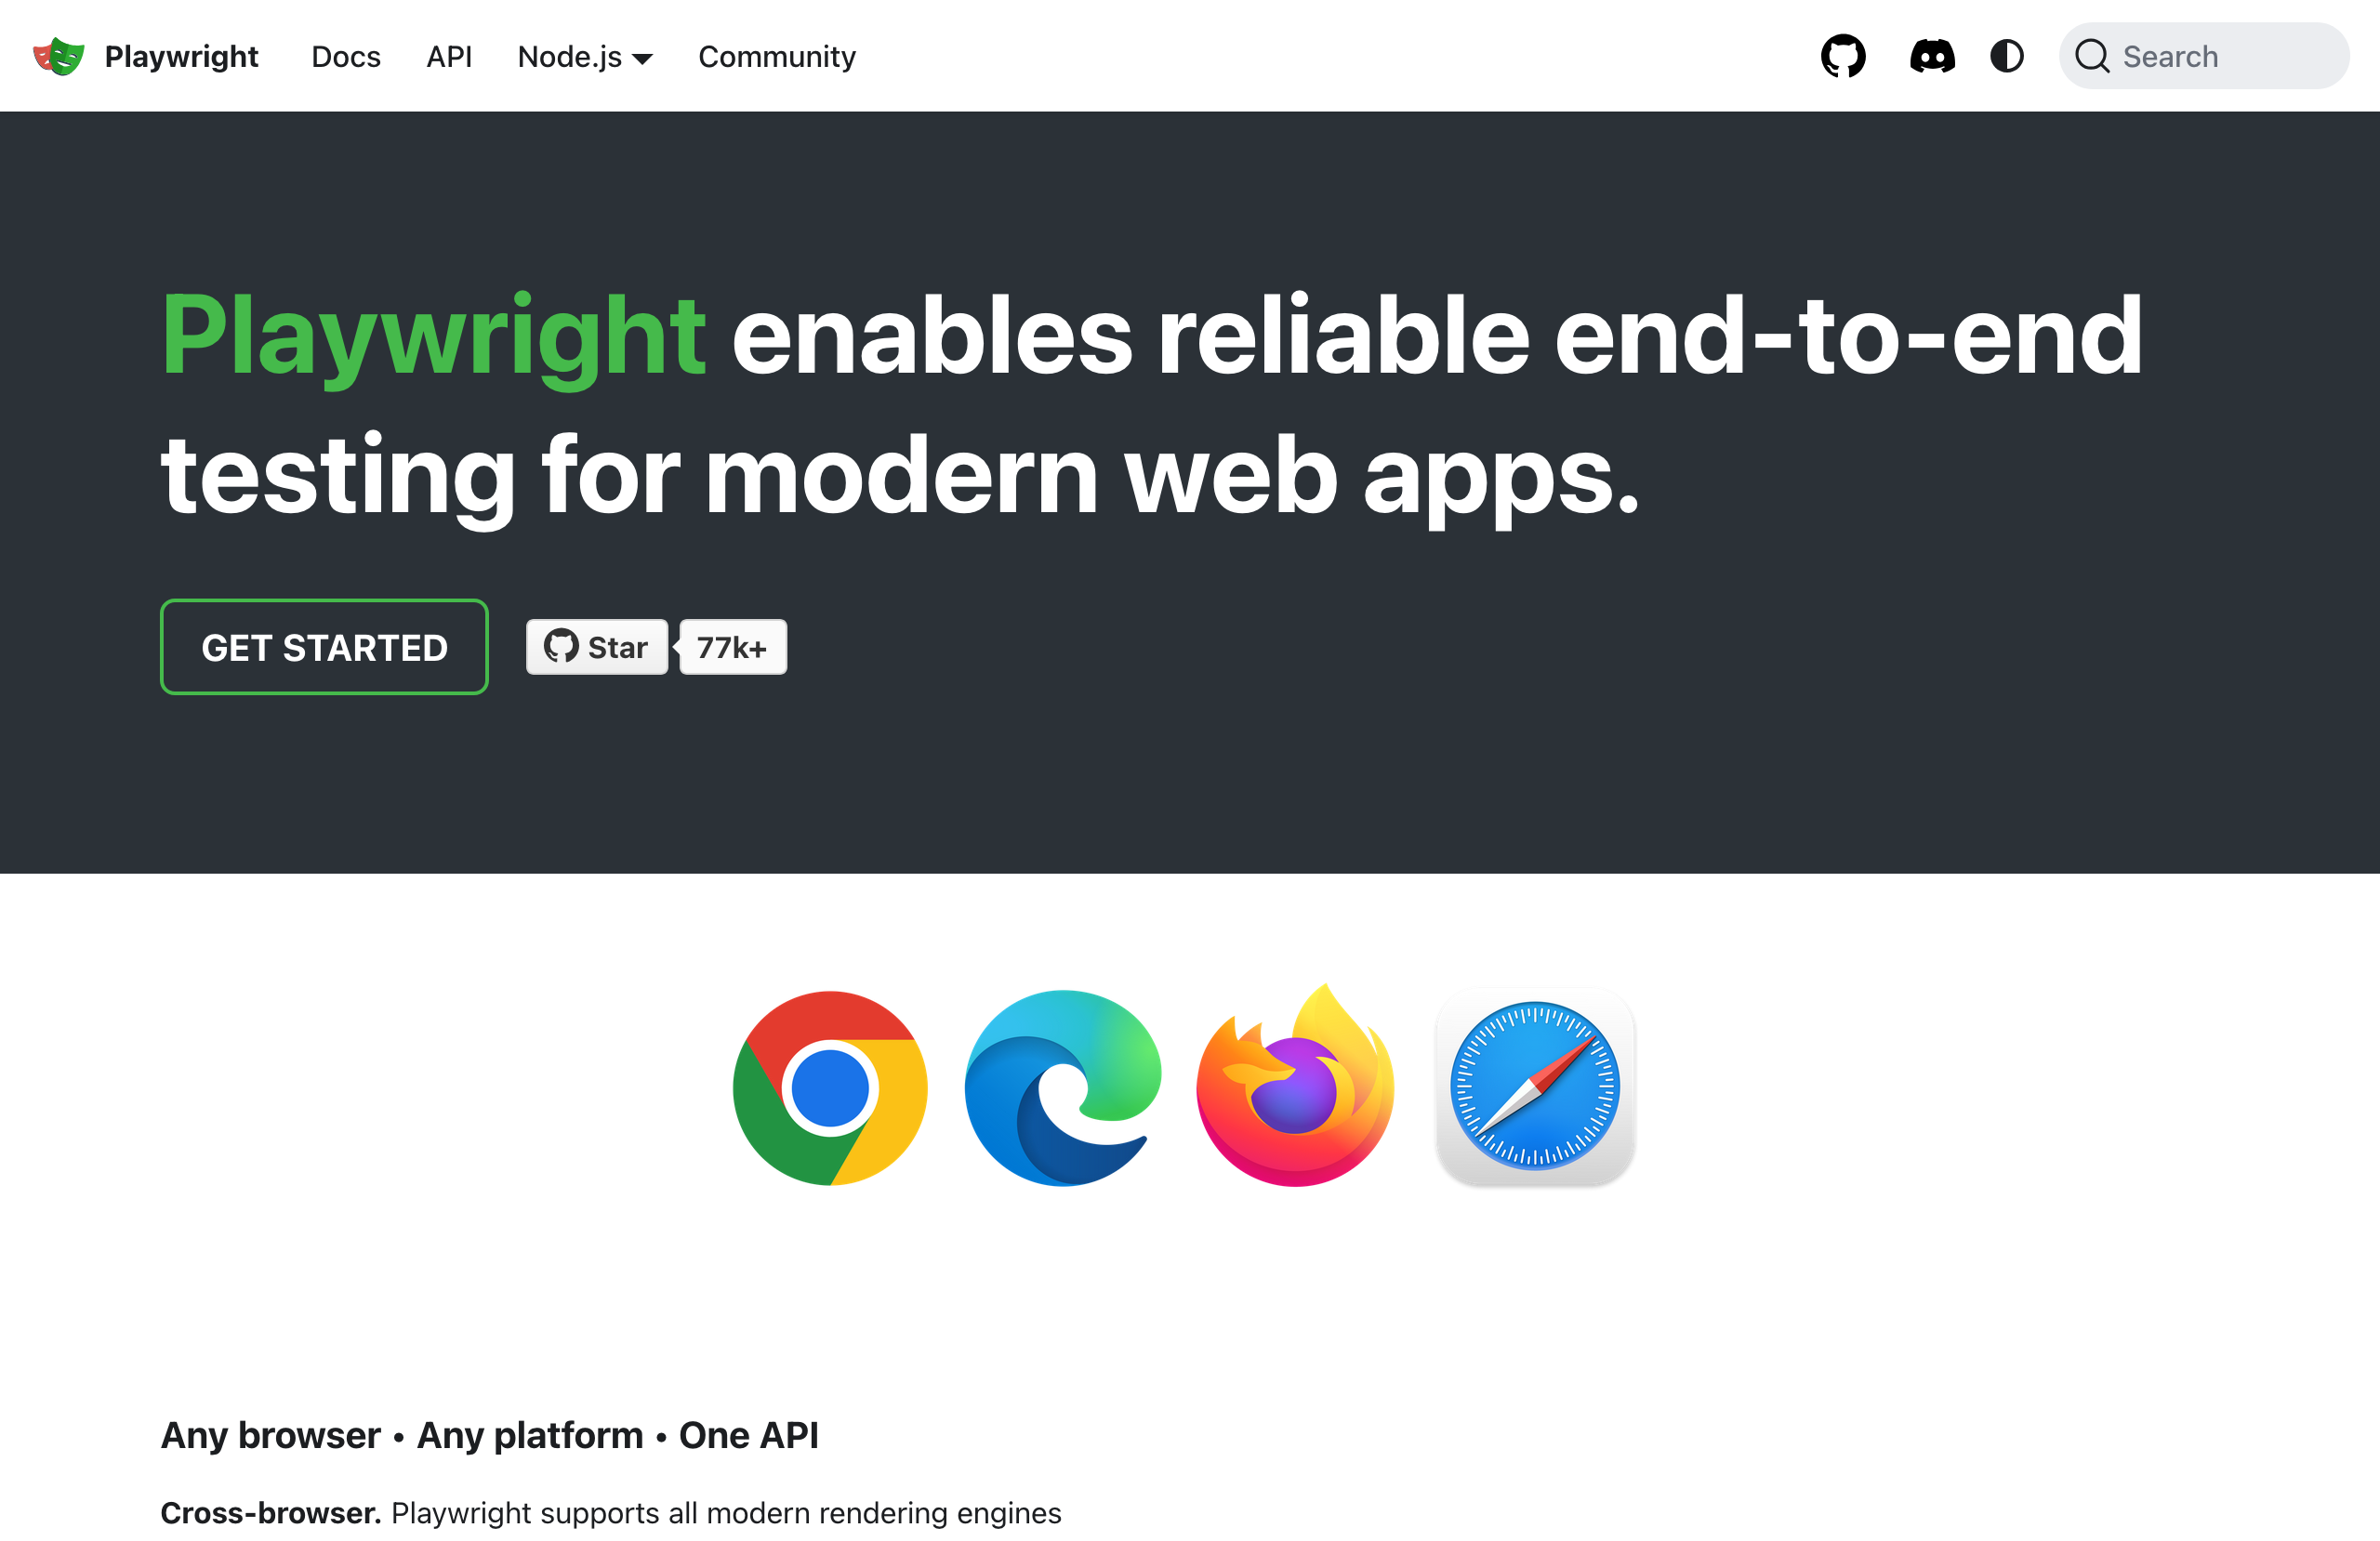 Playwright Docs API Node.js Community Search
Playwright enables reliable end-to-end
testing for modern web apps.
GET STARTED Star 77k+
Any browser • Any platform • One API
Cross-browser. Playwright supports all modern rendering engines